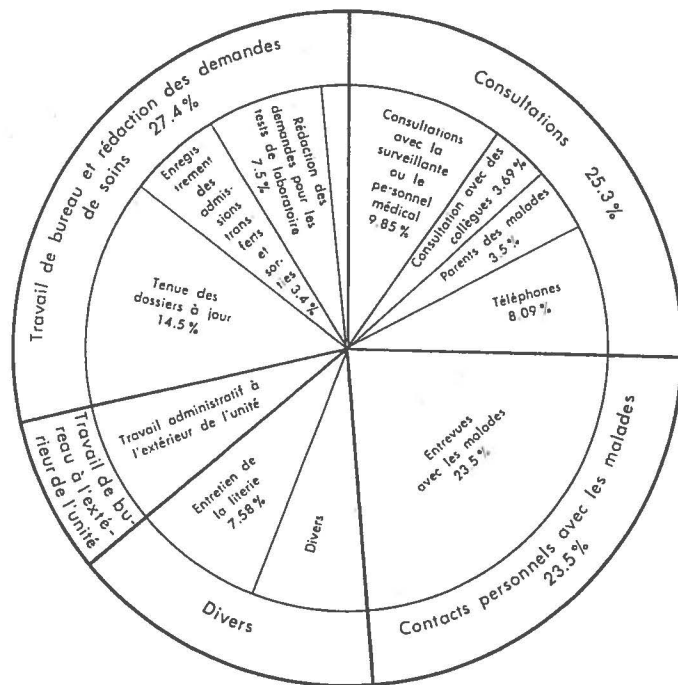 Travail de bureau et rédaction des demandes
de soins 27.4%
Consultations 25.3%
Rédaction des
demandes pour les
tests de laboratoire
7.5%
Enregis
trement
des
admis-
sians
trans
ferts
et
sor-
ties 3.4%
Tenue des
dossiers à jour
14.5%
Consultations
avec la
surveillante
ou le
personnel
médical
9.85%
Consultation avec des
collègues 3.69%
Parents des malades
3.5%
Téléphones
8.09%
Entrevues
avec les malades
23.5%
Contacts personnels avec les malades
23.5%
Travail administratif à
l'extérieur de l'unité
Travail de bu-
reau à l'exté-
rieur de l'unité
Entretien de
la literie
7.58%
Divers
Divers